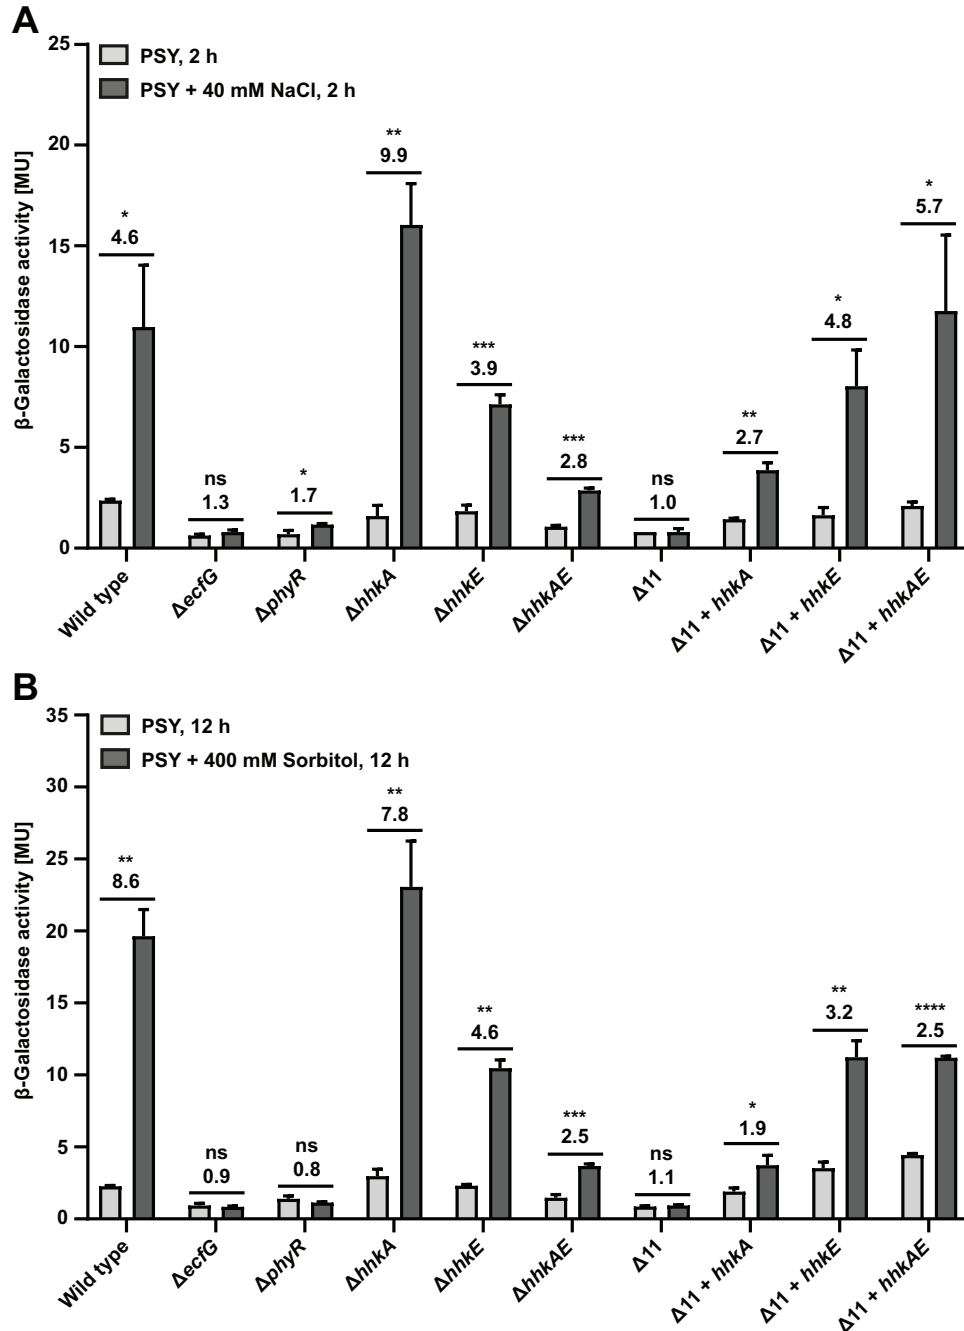 A
β-Galactosidase activity [MU]
25
20
15
10
5
0
PSY, 2 h
PSY + 40 mM NaCl, 2 h
*
4.6
ns
1.3
*
1.7
**
9.9
***
3.9
***
2.8
ns
1.0
**
2.7
*
4.8
*
5.7
Wild type
ΔecfG
ΔphyR
ΔhhkA
ΔhhkE
ΔhhkAE
Δ11
Δ11 + hhkA
Δ11 + hhkE
Δ11 + hhkAE
B
β-Galactosidase activity [MU]
35
30
25
20
15
10
5
0
PSY, 12 h
PSY + 400 mM Sorbitol, 12 h
**
8.6
ns
0.9
ns
0.8
**
7.8
**
4.6
***
2.5
ns
1.1
*
1.9
**
3.2
****
2.5
Wild type
ΔecfG
ΔphyR
ΔhhkA
ΔhhkE
ΔhhkAE
Δ11
Δ11 + hhkA
Δ11 + hhkE
Δ11 + hhkAE